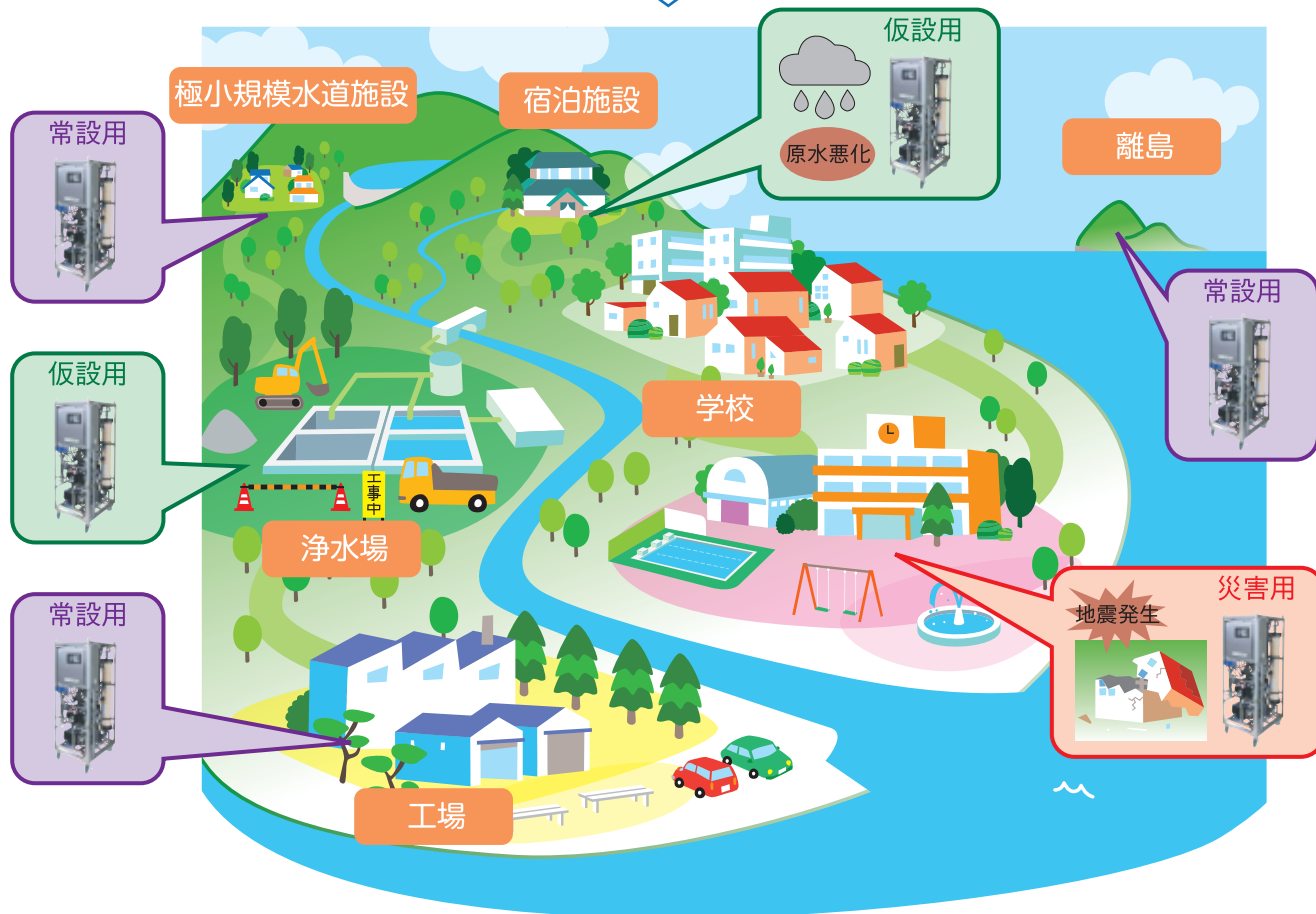 仮設用
極小規模水道施設
宿泊施設
常設用
原水悪化
離島
常設用
仮設用
学校
工事中
浄水場
災害用
地震発生
常設用
工場